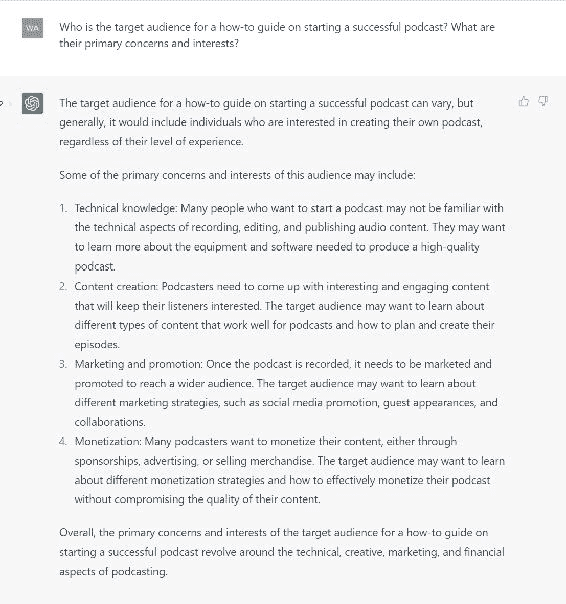 WA
Who is the target audience for a how-to guide on starting a successful podcast? What are
their primary concerns and interests?
The target audience for a how-to guide on starting a successful podcast can vary, but
generally, it would include individuals who are interested in creating their own podcast,
regardless of their level of experience.
Some of the primary concerns and interests of this audience may include:
1. Technical knowledge: Many people who want to start a podcast may not be familiar with
the technical aspects of recording, editing, and publishing audio content. They may want
to learn more about the equipment and software needed to produce a high-quality
podcast.
2. Content creation: Podcasters need to come up with interesting and engaging content
that will keep their listeners interested. The target audience may want to learn about
different types of content that work well for podcasts and how to plan and create their
episodes.
3. Marketing and promotion: Once the podcast is recorded, it needs to be marketed and
promoted to reach a wider audience. The target audience may want to learn about
different marketing strategies, such as social media promotion, guest appearances, and
collaborations.
4. Monetization: Many podcasters want to monetize their content, either through
sponsorships, advertising, or selling merchandise. The target audience may want to learn
about different monetization strategies and how to effectively monetize their podcast
without compromising the quality of their content.
Overall, the primary concerns and interests of the target audience for a how-to guide on
starting a successful podcast revolve around the technical, creative, marketing, and financial
aspects of podcasting.